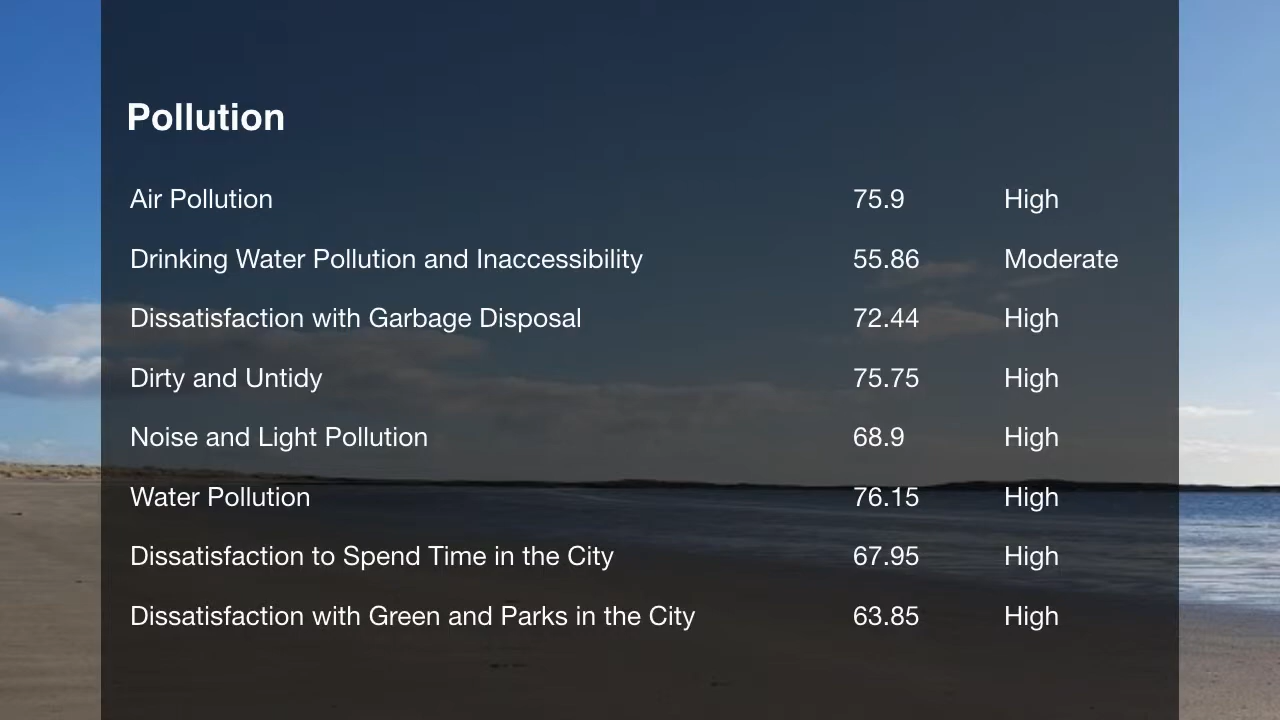 Pollution
Air Pollution 75.9 High
Drinking Water Pollution and Inaccessibility 55.86 Moderate
Dissatisfaction with Garbage Disposal 72.44 High
Dirty and Untidy 75.75 High
Noise and Light Pollution 68.9 High
Water Pollution 76.15 High
Dissatisfaction to Spend Time in the City 67.95 High
Dissatisfaction with Green and Parks in the City 63.85 High